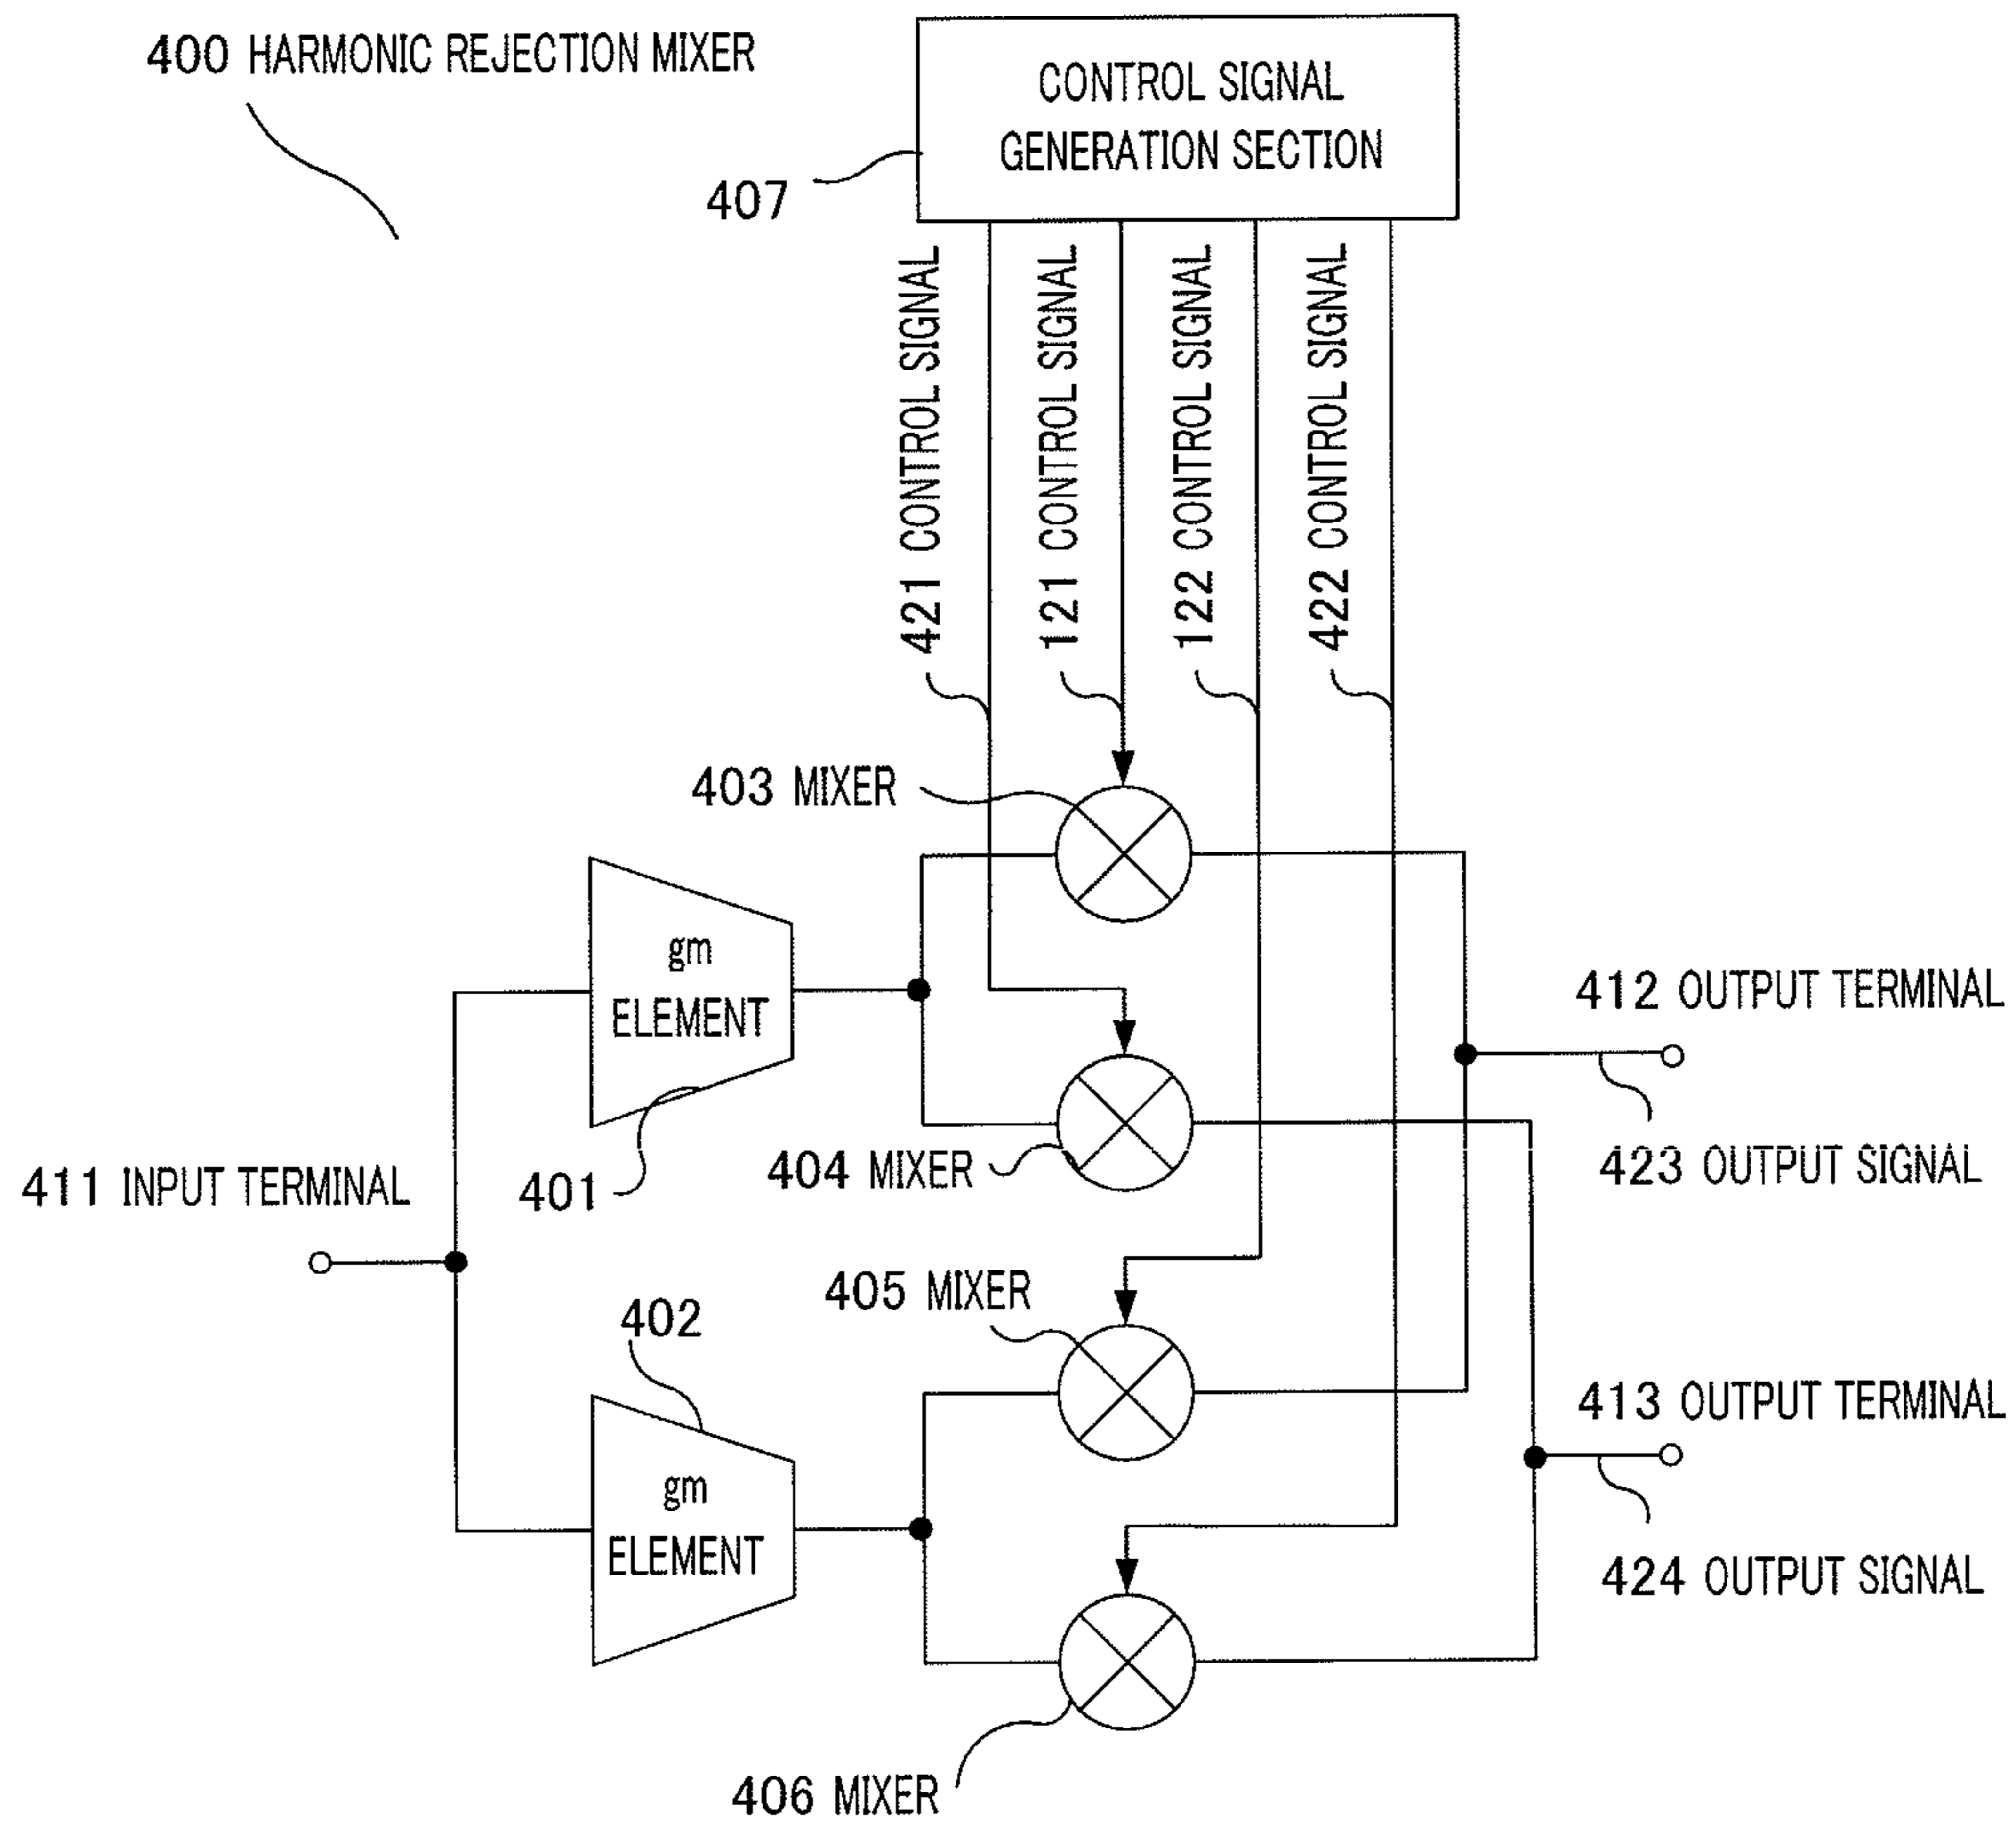 400 HARMONIC REJECTION MIXER
CONTROL SIGNAL
GENERATION SECTION
407
421 CONTROL SIGNAL
121 CONTROL SIGNAL
122 CONTROL SIGNAL
422 CONTROL SIGNAL
403 MIXER
gm
ELEMENT
401
404 MIXER
411 INPUT TERMINAL
412 OUTPUT TERMINAL
423 OUTPUT SIGNAL
405 MIXER
402
gm
ELEMENT
413 OUTPUT TERMINAL
424 OUTPUT SIGNAL
406 MIXER